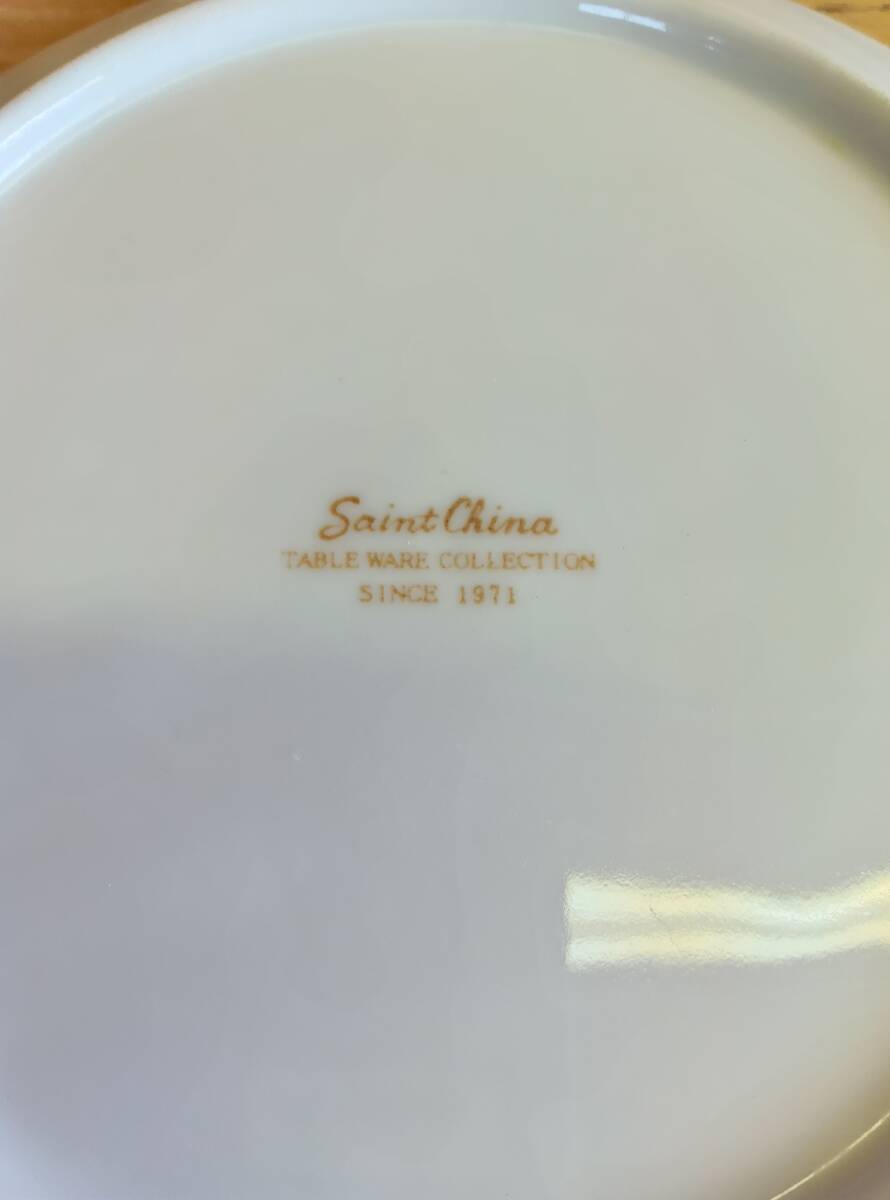 Saint China
TABLE WARE COLLECTION
SINCE 1971